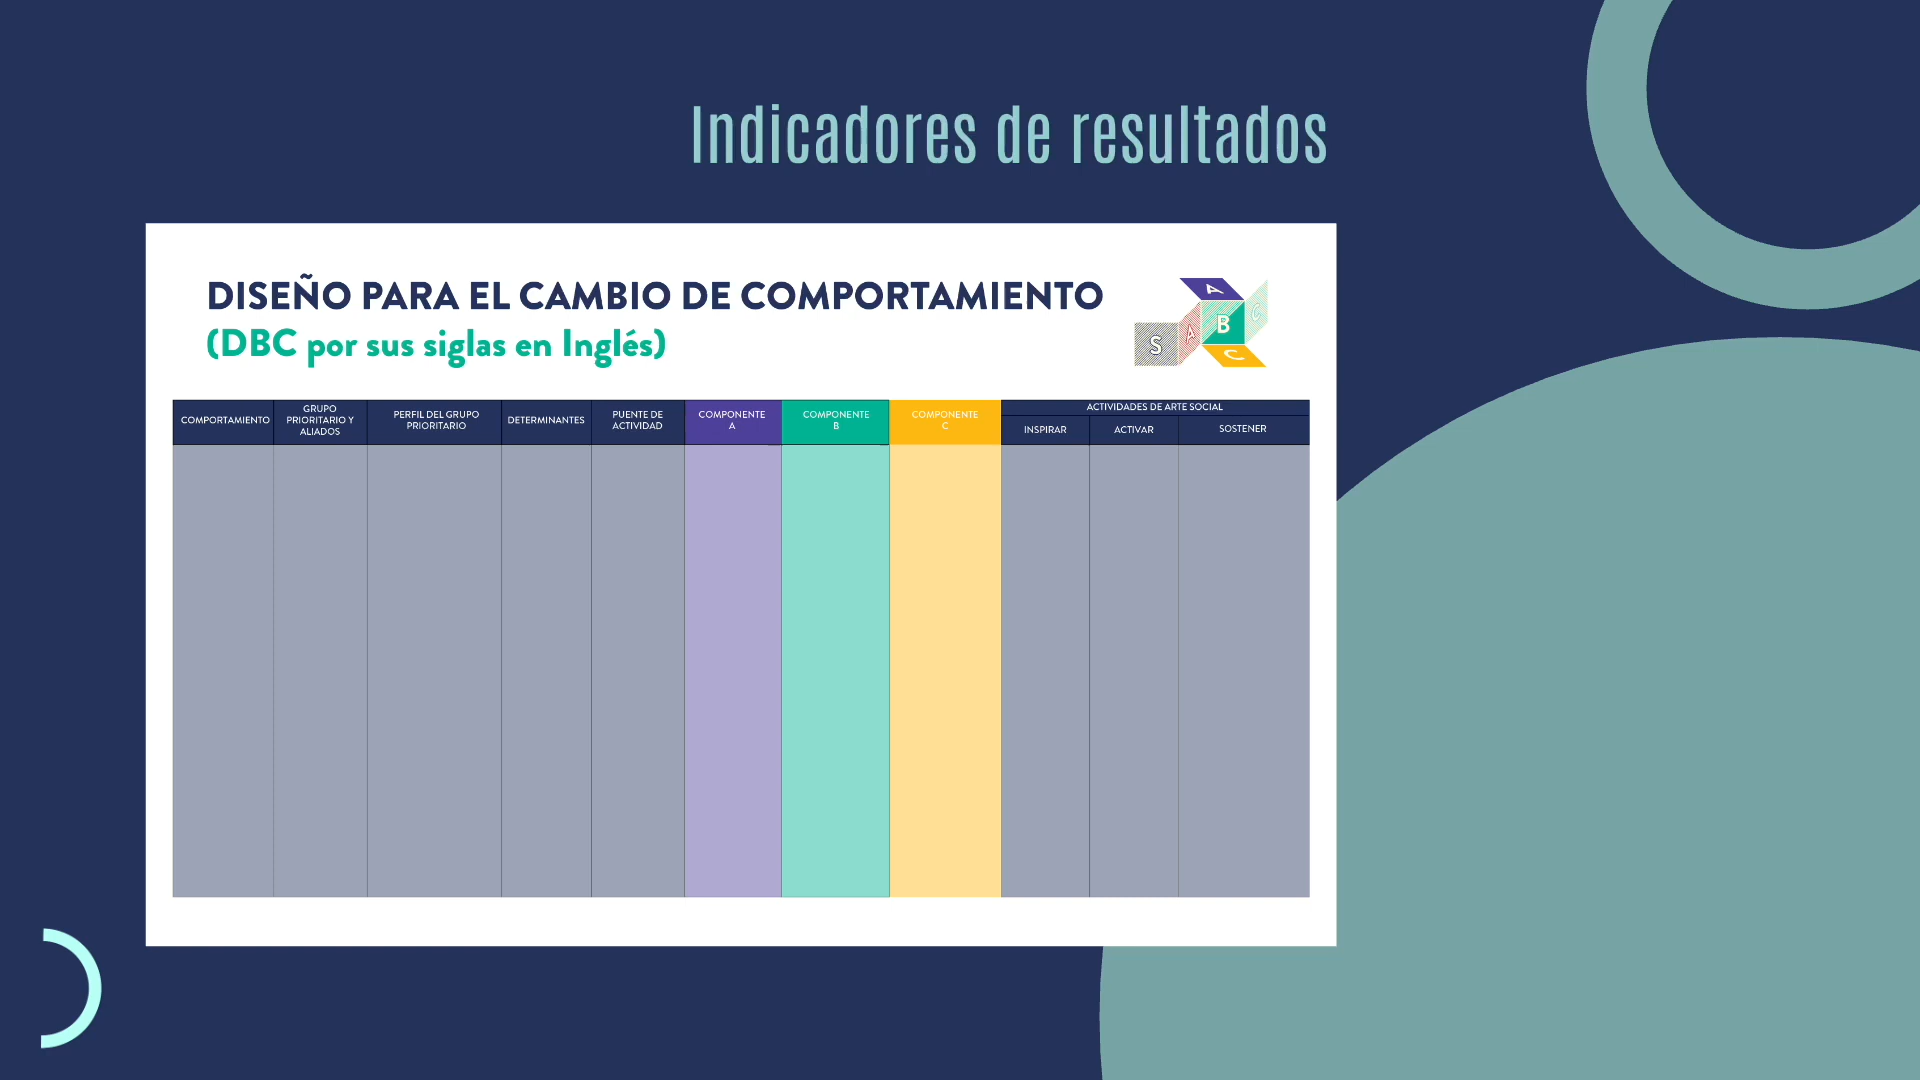 Indicadores de resultados
DISEÑO PARA EL CAMBIO DE COMPORTAMIENTO
(DBC por sus siglas en Inglés)
A
S
A
B
C
C
COMPORTAMIENTO
GRUPO
PRIORITARIO Y
ALIADOS
PERFIL DEL GRUPO
PRIORITARIO
DETERMINANTES
PUENTE DE
ACTIVIDAD
COMPONENTE
A
COMPONENTE
B
COMPONENTE
C
ACTIVIDADES DE ARTE SOCIAL
INSPIRAR
ACTIVAR
SOSTENER